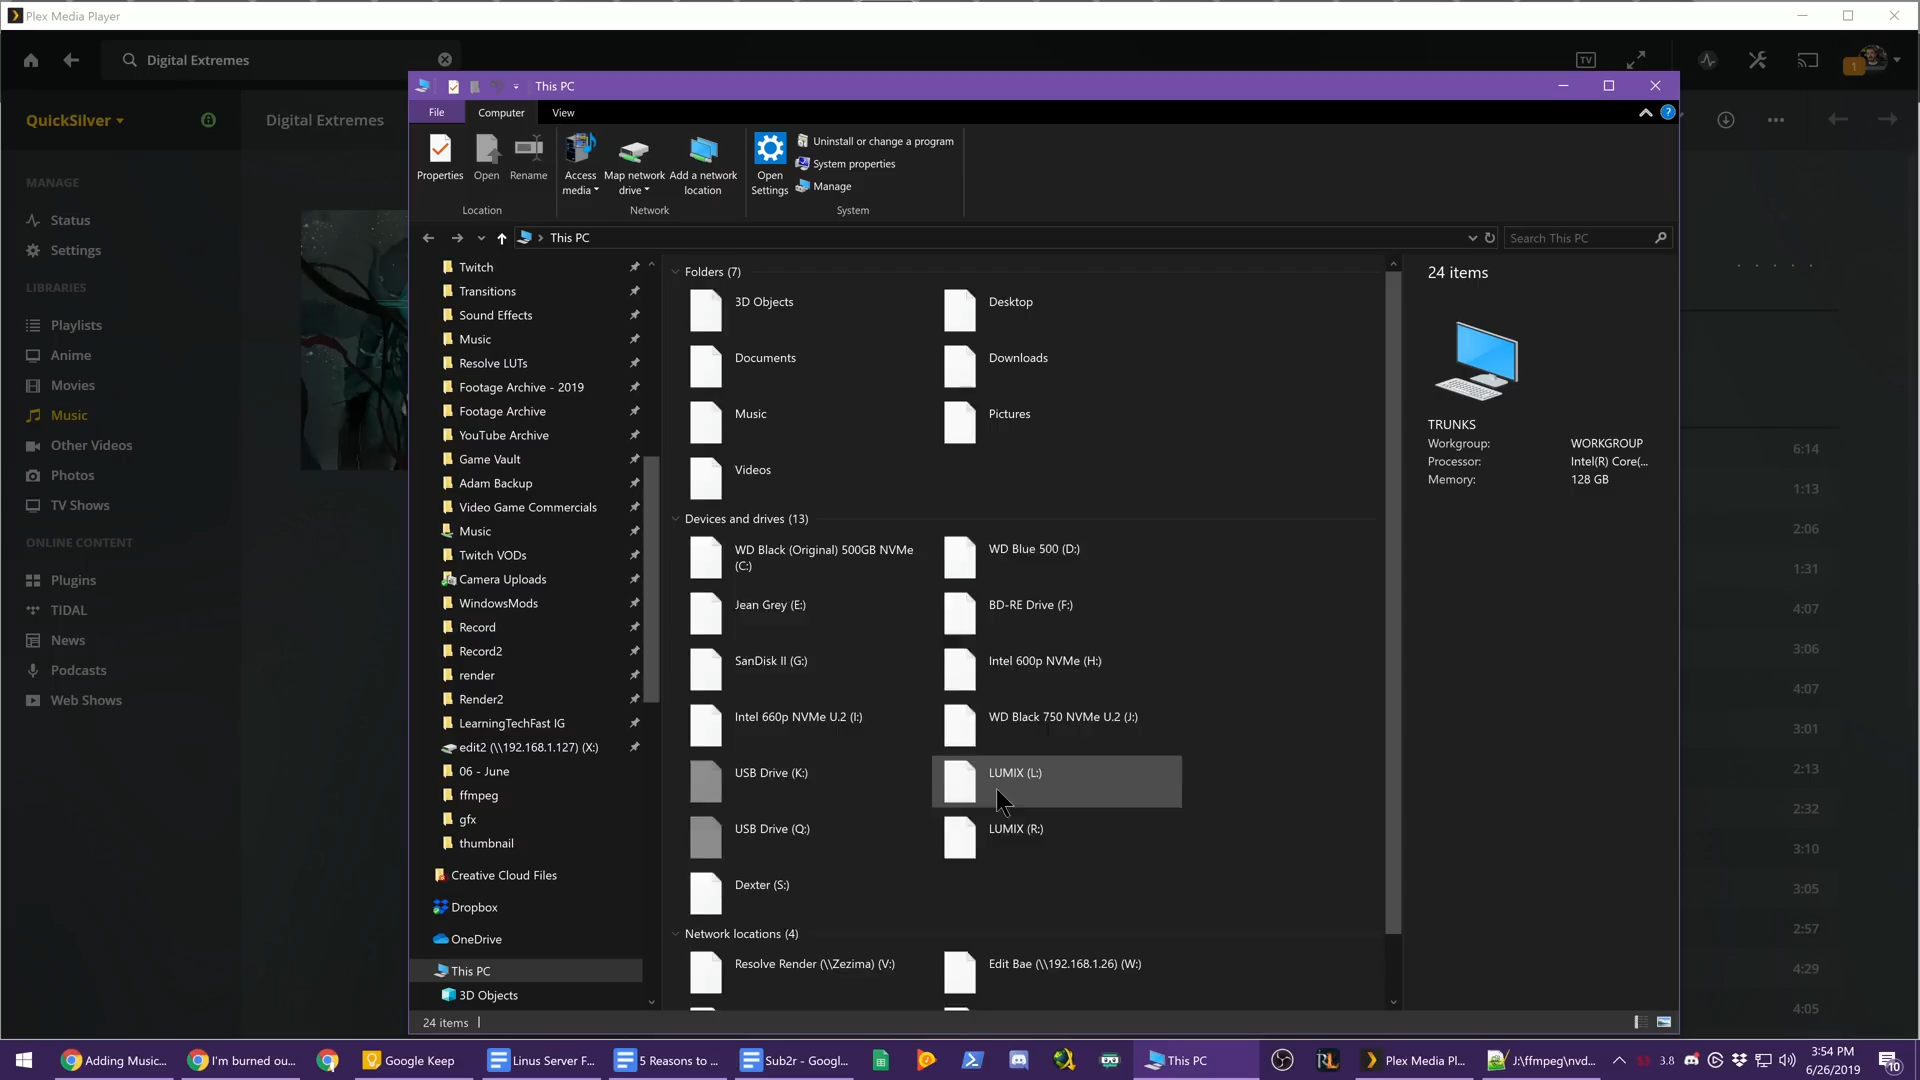 Plex Media Player
Digital Extremes
TV
1
QuickSilver
Digital Extremes
MANAGE
Status
Settings
LIBRARIES
Playlists
Anime
Movies
Music
Other Videos
Photos
TV Shows
ONLINE CONTENT
Plugins
TIDAL
News
Podcasts
Web Shows
This PC
File
Computer
View
Properties
Open
Rename
Location
Access media
Map network drive
Add a network location
Network
Open Settings
Uninstall or change a program
System properties
Manage
System
This PC
Search This PC
Twitch
Transitions
Sound Effects
Music
Resolve LUTs
Footage Archive - 2019
Footage Archive
YouTube Archive
Game Vault
Adam Backup
Video Game Commercials
Music
Twitch VODs
Camera Uploads
WindowsMods
Record
Record2
render
Render2
LearningTechFast IG
edit2 (\\192.168.1.127) (X:)
06 - June
ffmpeg
gfx
thumbnail
Creative Cloud Files
Dropbox
OneDrive
This PC
3D Objects
Folders (7)
3D Objects
Desktop
Documents
Downloads
Music
Pictures
Videos
Devices and drives (13)
WD Black (Original) 500GB NVMe
(C:)
WD Blue 500 (D:)
Jean Grey (E:)
BD-RE Drive (F:)
SanDisk II (G:)
Intel 600p NVMe (H:)
Intel 660p NVMe U.2 (I:)
WD Black 750 NVMe U.2 (J:)
USB Drive (K:)
LUMIX (L:)
USB Drive (Q:)
LUMIX (R:)
Dexter (S:)
Network locations (4)
Resolve Render (\\Zezima) (V:)
Edit Bae (\\192.168.1.26) (W:)
24 items
TRUNKS
Workgroup: WORKGROUP
Processor: Intel(R) Core(...
Memory: 128 GB
6:14
1:13
2:06
1:31
4:07
3:06
4:07
3:01
2:13
2:32
3:10
3:05
2:57
4:29
4:05
24 items
Adding Music...
I'm burned ou...
Google Keep
Linus Server F...
5 Reasons to ...
Sub2r - Googl...
This PC
RL
Plex Media Pl...
J:\ffmpeg\nvd...
3.8
3:54 PM
6/26/2019
10